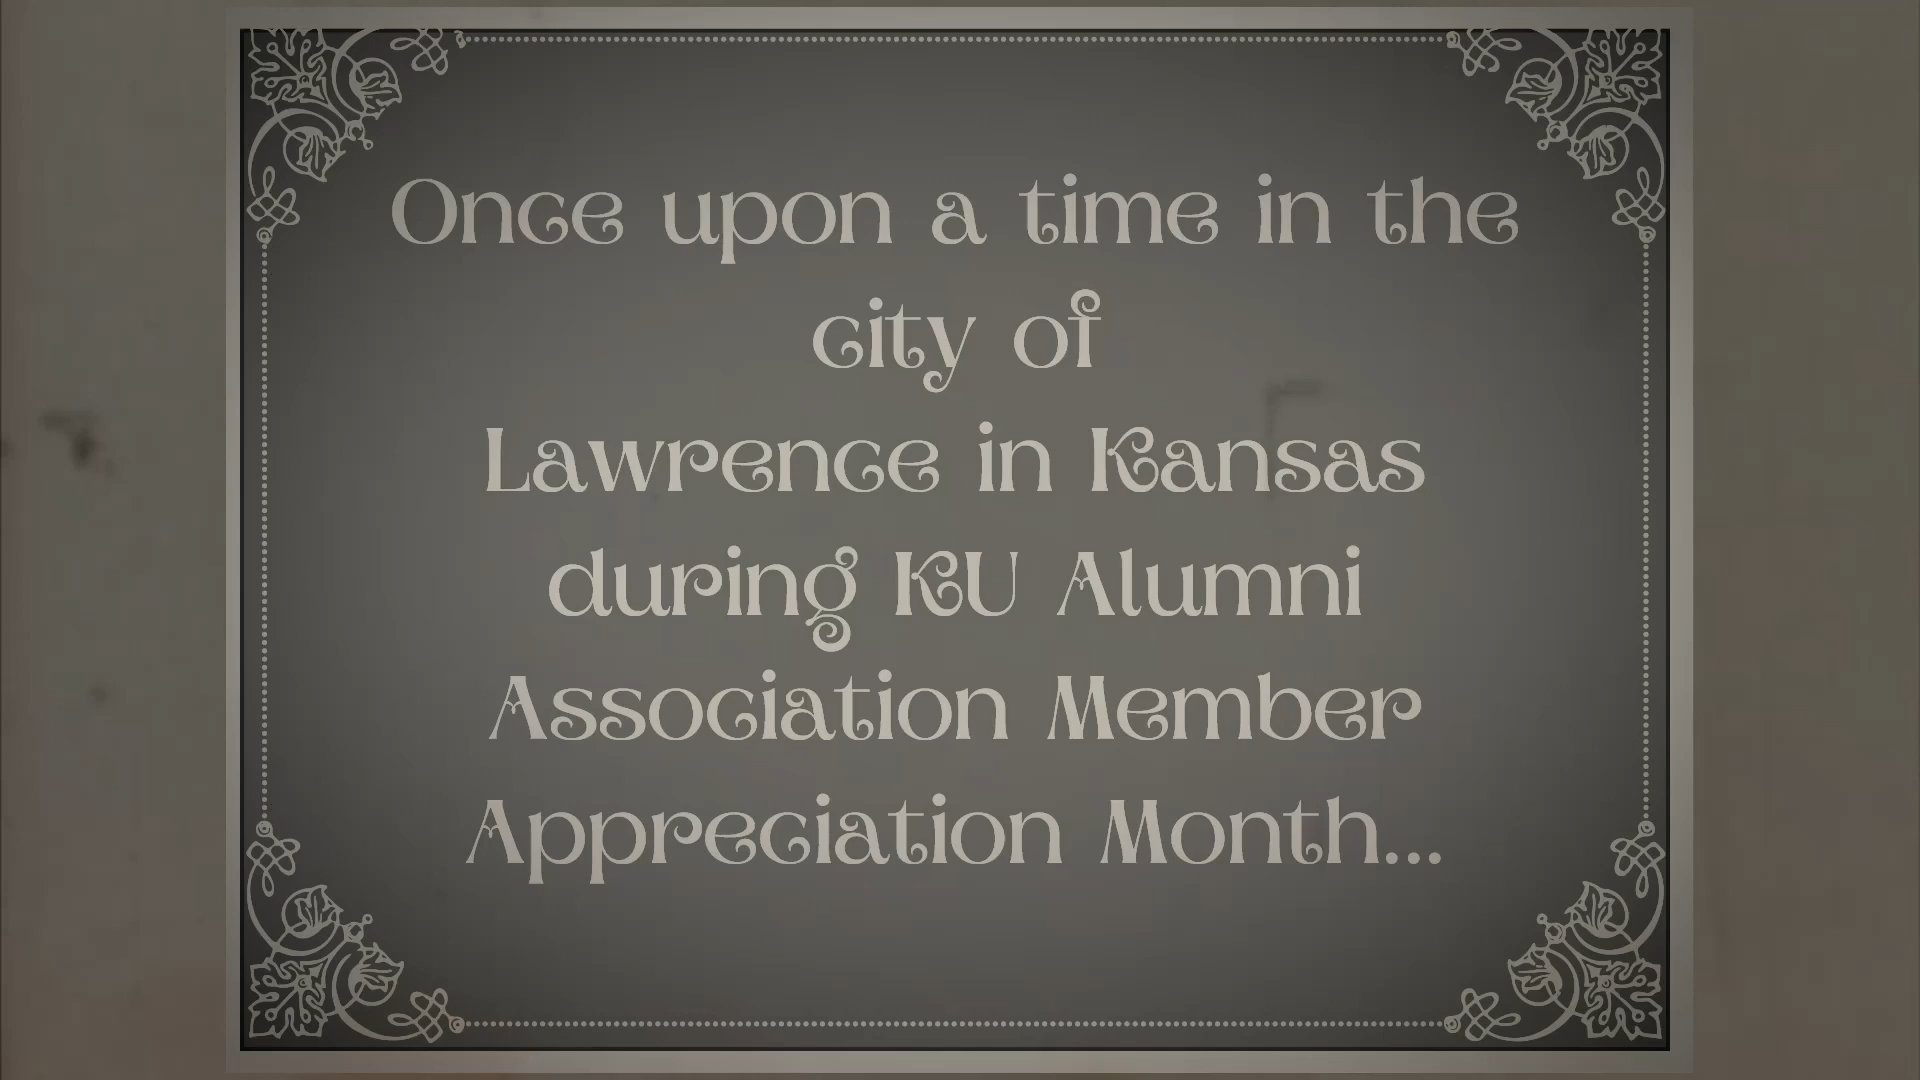 Once upon a time in the
city of
Lawrence in Kansas
during KU Alumni
Association Member
Appreciation Month...